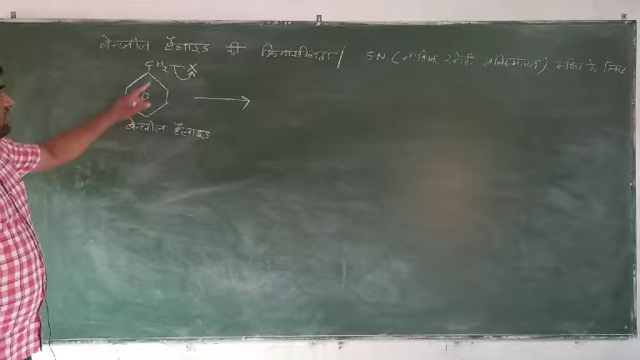 बेन्जील हैलाइड की क्रियाशीलता / SN (नाभिक स्नेही प्रतिस्थापन) के लिए
CH₂ X
बेन्जील हैलाइड